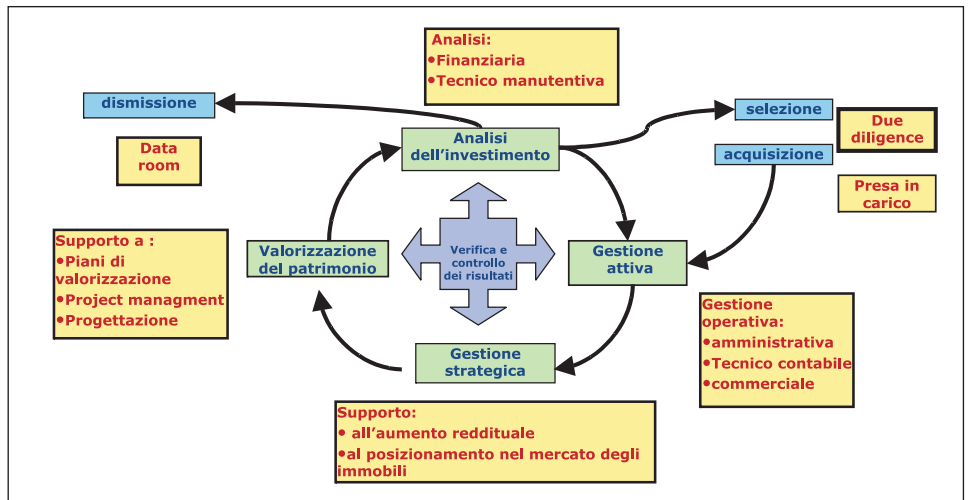 Analisi:
•Finanziaria
•Tecnico manutentiva
dismissione
selezione
Due
diligence
Data
room
Analisi
dell'investimento
acquisizione
Presa in
carico
Supporto a :
•Piani di
valorizzazione
•Project managment
•Progettazione
Valorizzazione
del patrimonio
Verifica e
controllo
dei risultati
Gestione
attiva
Gestione
operativa:
•amministrativa
•Tecnico contabile
•commerciale
Gestione
strategica
Supporto:
• all'aumento reddituale
•al posizionamento nel mercato degli
immobili